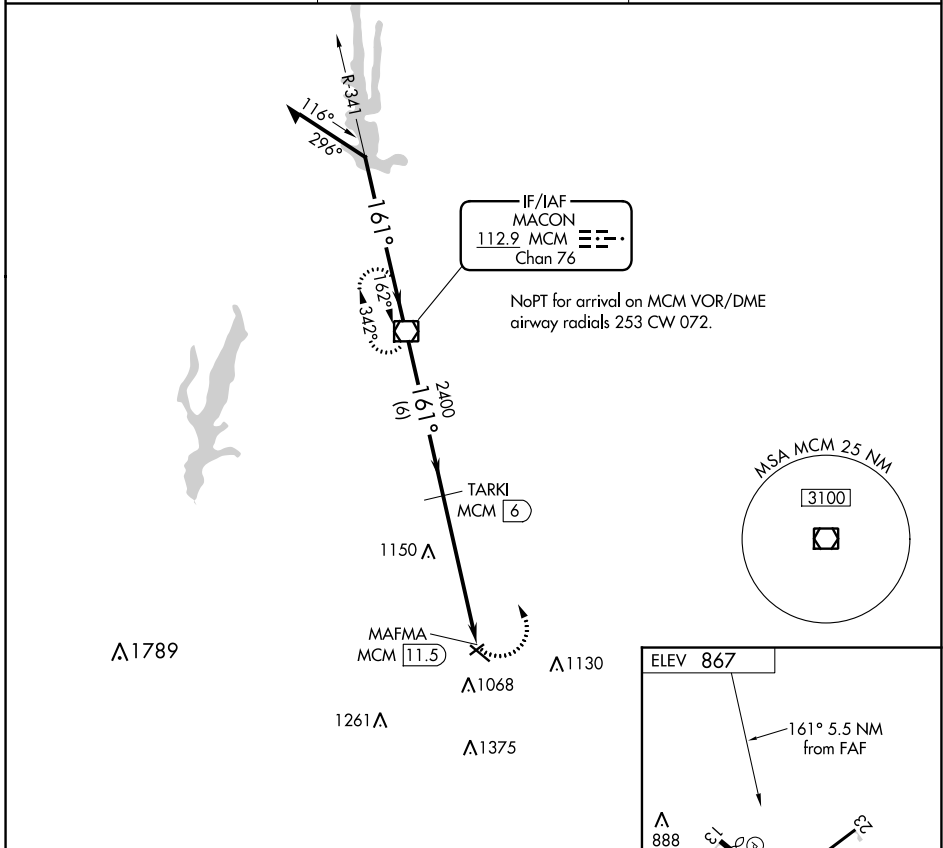 R-341
116°
296°
161°
IF/IAF
MACON
112.9 MCM
Chan 76
162°
342°
NoPT for arrival on MCM VOR/DME
airway radials 253 CW 072.
2400
161°
(6)
TARKI
MCM 6
MSA MCM 25 NM
3100
1150
MAFMA
MCM 11.5
1789
1130
1068
1261
1375
ELEV 867
161° 5.5 NM
from FAF
888
13
23